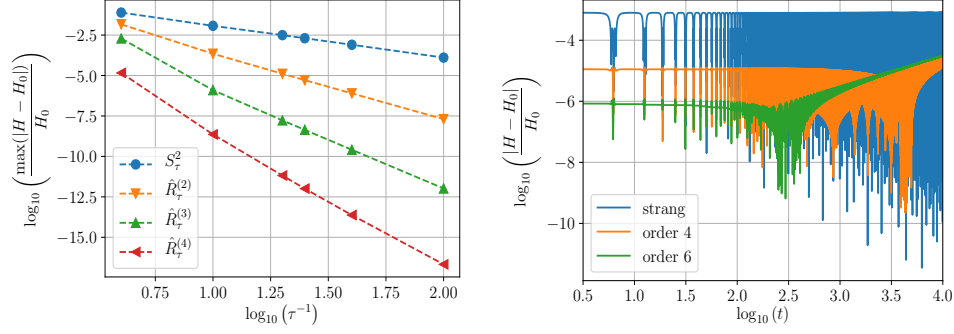 −2.5
−5.0
−7.5
−10.0
−12.5
−15.0
log₁₀ ( max(|H − H₀|) / H₀ )
S²_τ
R̂_τ^(2)
R̂_τ^(3)
R̂_τ^(4)
0.75 1.00 1.25 1.50 1.75 2.00
log₁₀ (τ⁻¹)
−4
−6
−8
−10
log₁₀ ( |H − H₀| / H₀ )
strang
order 4
order 6
0.5 1.0 1.5 2.0 2.5 3.0 3.5 4.0
log₁₀ (t)